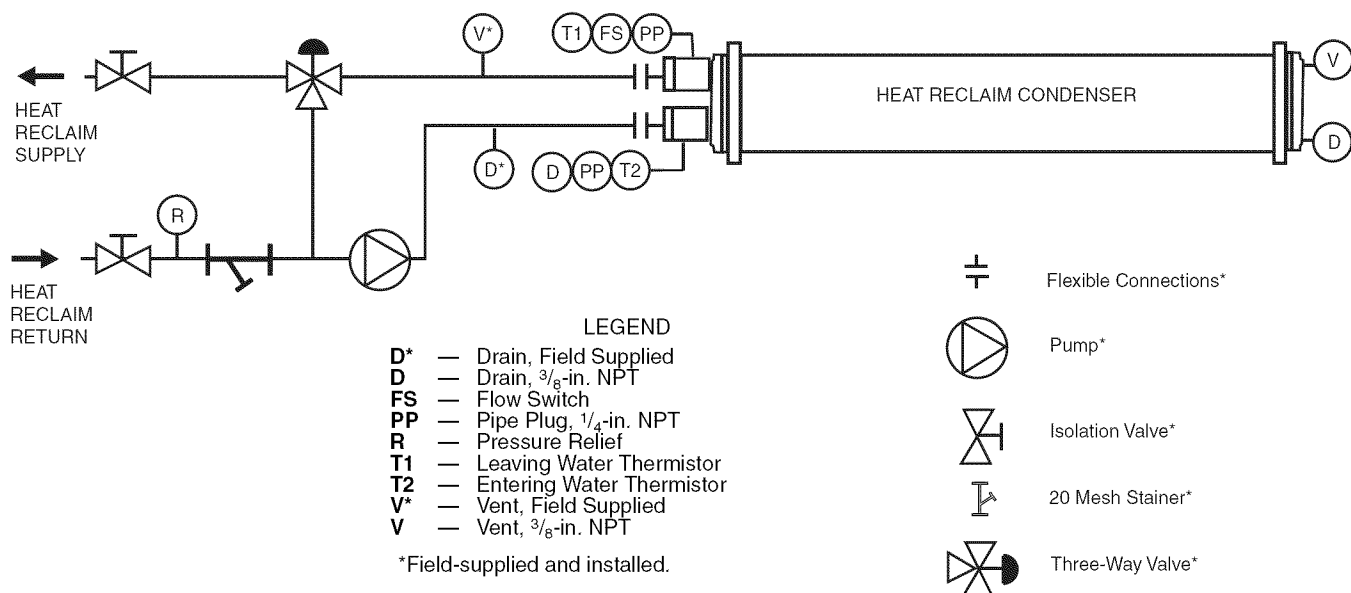 V*
T1 FS PP
V
HEAT RECLAIM CONDENSER
HEAT
RECLAIM
SUPPLY
D*
D PP T2
D
R
HEAT
RECLAIM
RETURN
LEGEND
D* — Drain, Field Supplied
D — Drain, 3/8-in. NPT
FS — Flow Switch
PP — Pipe Plug, 1/4-in. NPT
R — Pressure Relief
T1 — Leaving Water Thermistor
T2 — Entering Water Thermistor
V* — Vent, Field Supplied
V — Vent, 3/8-in. NPT
*Field-supplied and installed.
Flexible Connections*
Pump*
Isolation Valve*
20 Mesh Stainer*
Three-Way Valve*